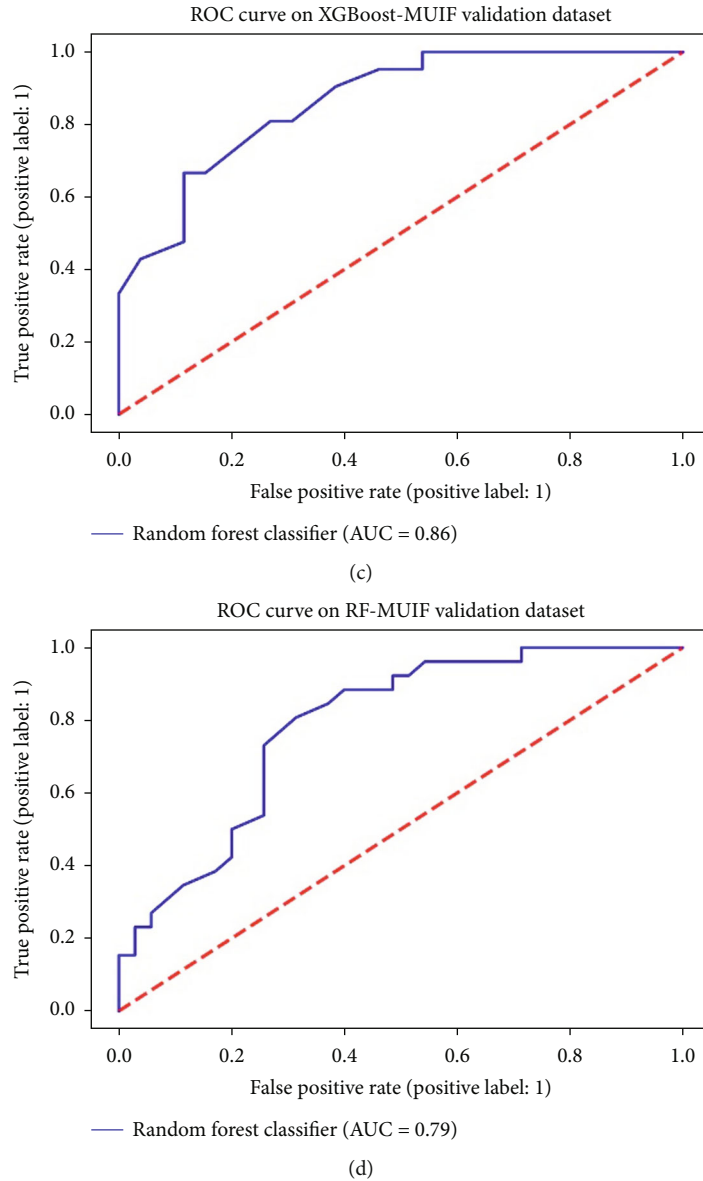 ROC curve on XGBoost-MUIF validation dataset
True positive rate (positive label: 1)
1.0
0.8
0.6
0.4
0.2
0.0
0.0 0.2 0.4 0.6 0.8 1.0
False positive rate (positive label: 1)
Random forest classifier (AUC = 0.86)
(c)
ROC curve on RF-MUIF validation dataset
True positive rate (positive label: 1)
1.0
0.8
0.6
0.4
0.2
0.0
0.0 0.2 0.4 0.6 0.8 1.0
False positive rate (positive label: 1)
Random forest classifier (AUC = 0.79)
(d)